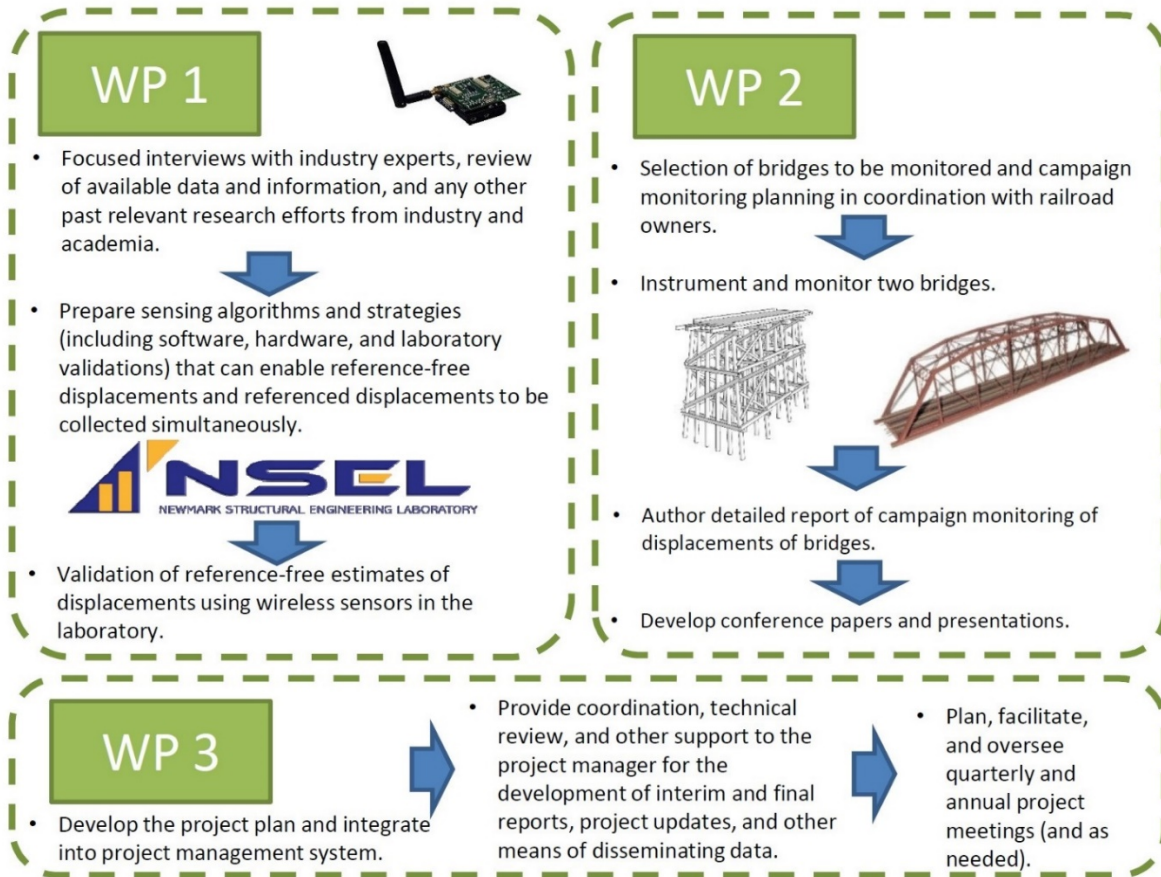 WP 1
• Focused interviews with industry experts, review
of available data and information, and any other
past relevant research efforts from industry and
academia.
• Prepare sensing algorithms and strategies
(including software, hardware, and laboratory
validations) that can enable reference-free
displacements and referenced displacements to be
collected simultaneously.
NSEL
NEWMARK STRUCTURAL ENGINEERING LABORATORY
• Validation of reference-free estimates of
displacements using wireless sensors in the
laboratory.
WP 2
• Selection of bridges to be monitored and campaign
monitoring planning in coordination with railroad
owners.
• Instrument and monitor two bridges.
• Author detailed report of campaign monitoring of
displacements of bridges.
• Develop conference papers and presentations.
WP 3
• Develop the project plan and integrate
into project management system.
• Provide coordination, technical
review, and other support to the
project manager for the
development of interim and final
reports, project updates, and other
means of disseminating data.
• Plan, facilitate,
and oversee
quarterly and
annual project
meetings (and as
needed).